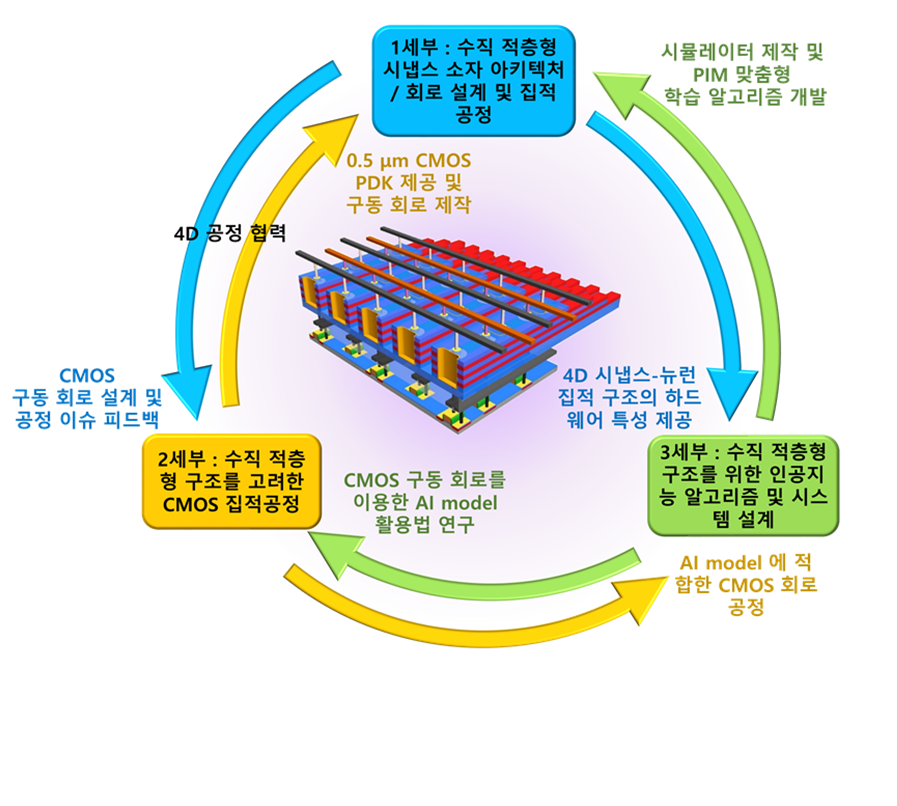 1세부 : 수직 적층형
시냅스 소자 아키텍처
/ 회로 설계 및 집적
공정
시뮬레이터 제작 및
PIM 맞춤형
학습 알고리즘 개발
0.5 μm CMOS
PDK 제공 및
구동 회로 제작
4D 공정 협력
CMOS
구동 회로 설계 및
공정 이슈 피드백
4D 시냅스-뉴런
집적 구조의 하드
웨어 특성 제공
2세부 : 수직 적층
형 구조를 고려한
CMOS 집적공정
CMOS 구동 회로를
이용한 AI model
활용법 연구
3세부 : 수직 적층형
구조를 위한 인공지
능 알고리즘 및 시스
템 설계
AI model 에 적
합한 CMOS 회로
공정